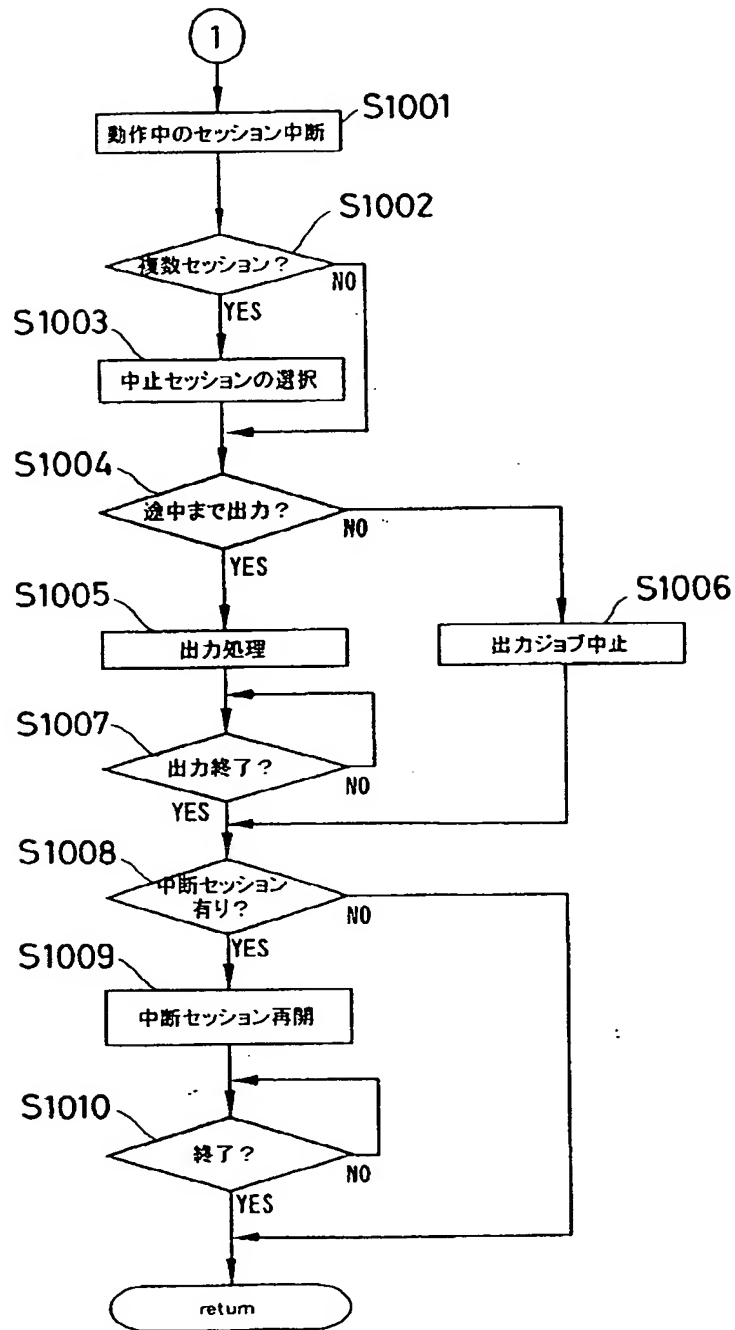 1
S1001
動作中のセッション中断
S1002
複数セッション?
NO
YES
S1003
中止セッションの選択
S1004
途中まで出力?
NO
YES
S1005
S1006
出力処理
出力ジョブ中止
S1007
出力終了?
NO
YES
S1008
中断セッション
有り?
NO
YES
S1009
中断セッション再開
S1010
終了?
NO
YES
return